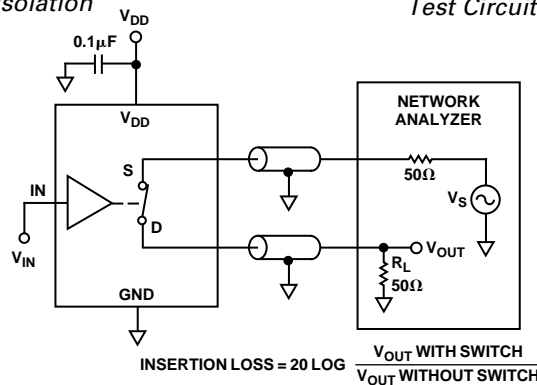 solation
Test Circuit
VDD
0.1µF
VDD
NETWORK
ANALYZER
S
IN
50Ω
VS
D
VIN
VOUT
RL
50Ω
GND
INSERTION LOSS = 20 LOG
VOUT WITH SWITCH
VOUT WITHOUT SWITCH